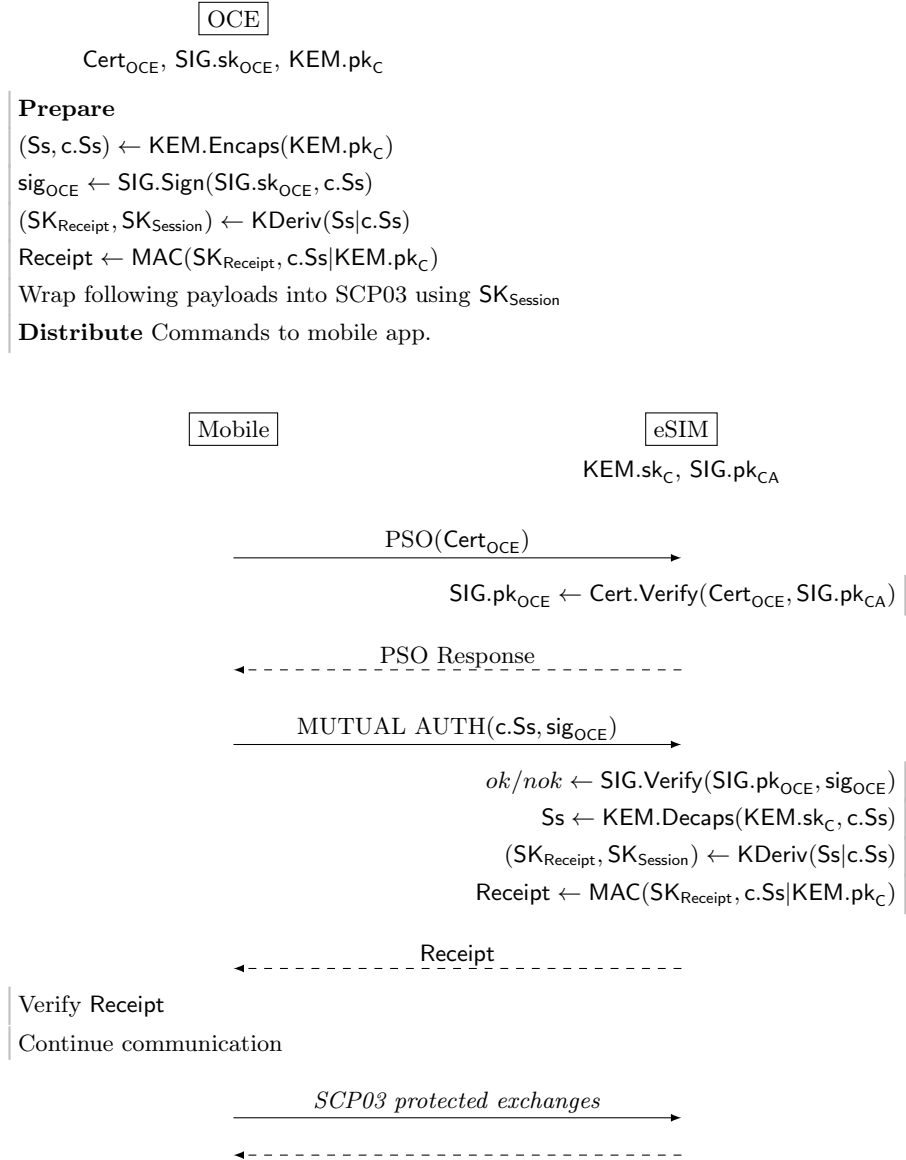 OCE
Cert_OCE, SIG.sk_OCE, KEM.pk_C
Prepare
(Ss, c.Ss) ← KEM.Encaps(KEM.pk_C)
sig_OCE ← SIG.Sign(SIG.sk_OCE, c.Ss)
(SK_Receipt, SK_Session) ← KDeriv(Ss|c.Ss)
Receipt ← MAC(SK_Receipt, c.Ss|KEM.pk_C)
Wrap following payloads into SCP03 using SK_Session
Distribute Commands to mobile app.
Mobile eSIM
KEM.sk_C, SIG.pk_CA
PSO(Cert_OCE)
SIG.pk_OCE ← Cert.Verify(Cert_OCE, SIG.pk_CA)
PSO Response
MUTUAL AUTH(c.Ss, sig_OCE)
ok/nok ← SIG.Verify(SIG.pk_OCE, sig_OCE)
Ss ← KEM.Decaps(KEM.sk_C, c.Ss)
(SK_Receipt, SK_Session) ← KDeriv(Ss|c.Ss)
Receipt ← MAC(SK_Receipt, c.Ss|KEM.pk_C)
Receipt
Verify Receipt
Continue communication
SCP03 protected exchanges